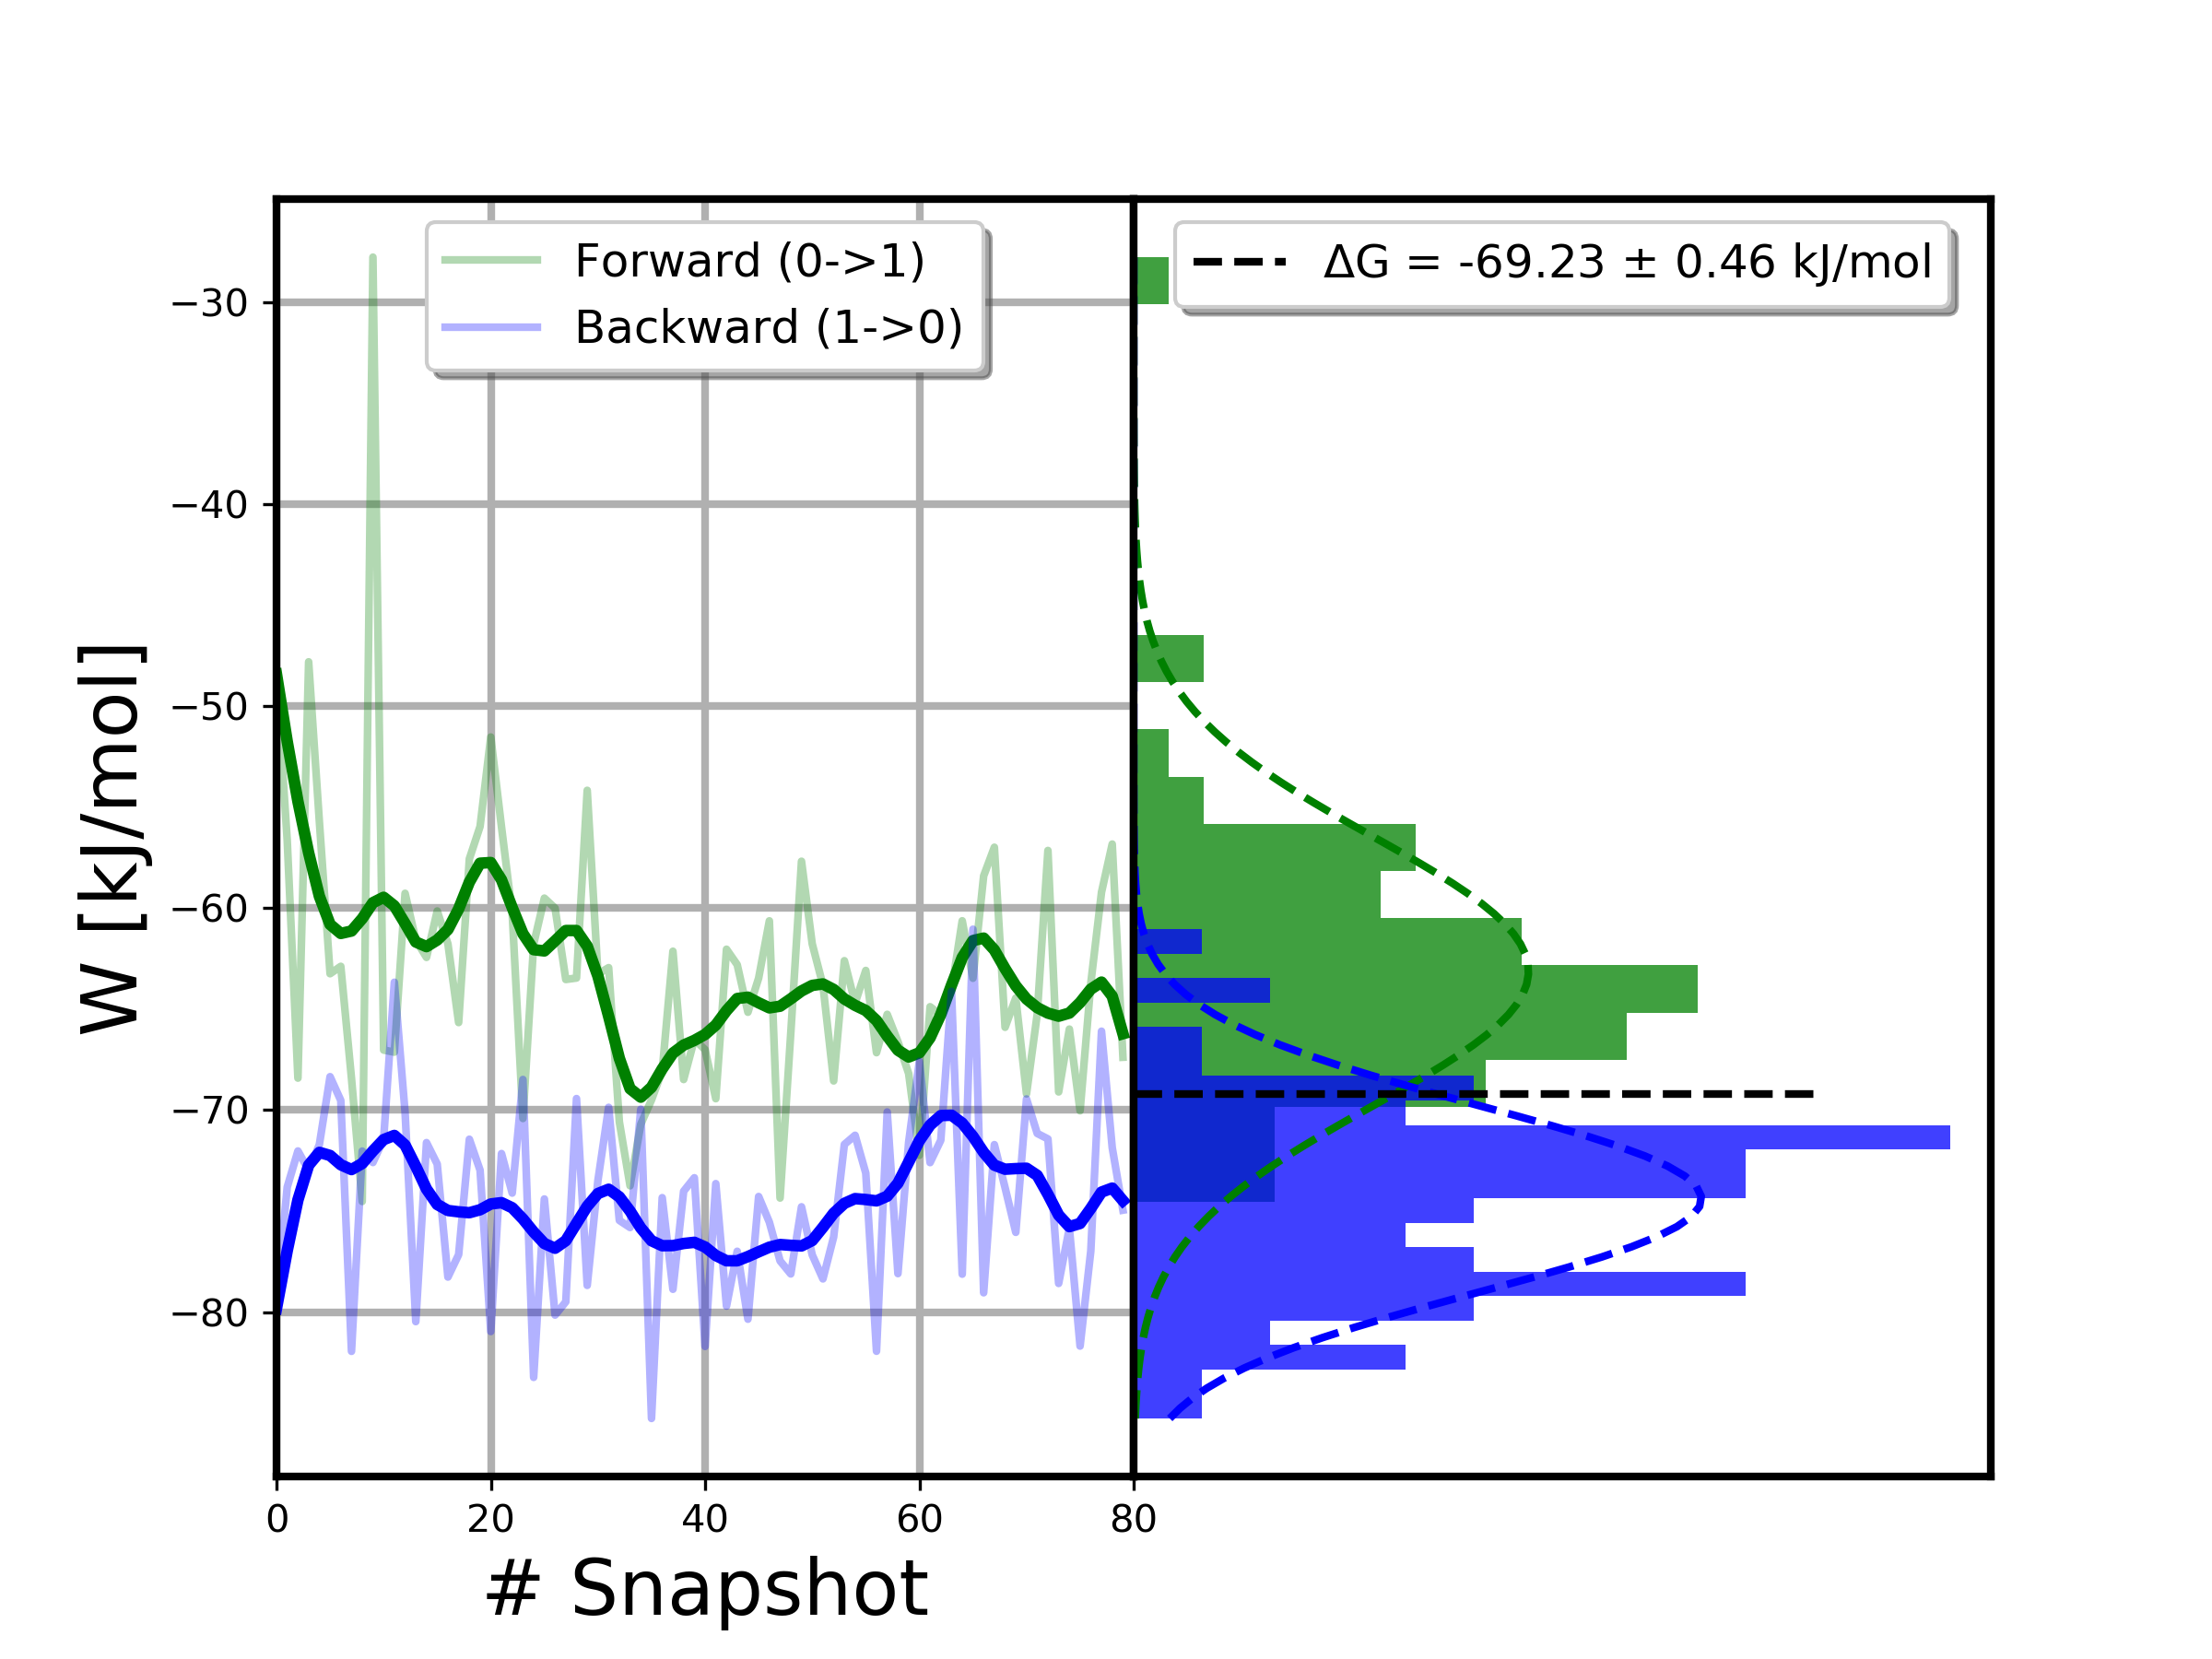 Forward (0->1)
Backward (1->0)
ΔG = -69.23 ± 0.46 kJ/mol
W [kJ/mol]
−30
−40
−50
−60
−70
−80
0 20 40 60 80
# Snapshot